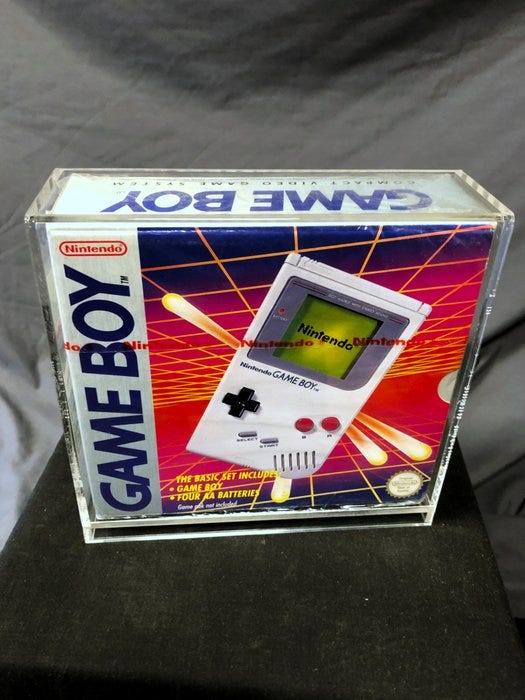 GAME BOY
COMPACT VIDEO GAME SYSTEM
Nintendo
GAME BOY™
Nintendo Nintendo
Nintendo
Nintendo GAME BOY™
B A
SELECT START
THE BASIC SET INCLUDES
• GAME BOY
• FOUR AA BATTERIES
Game pak not included